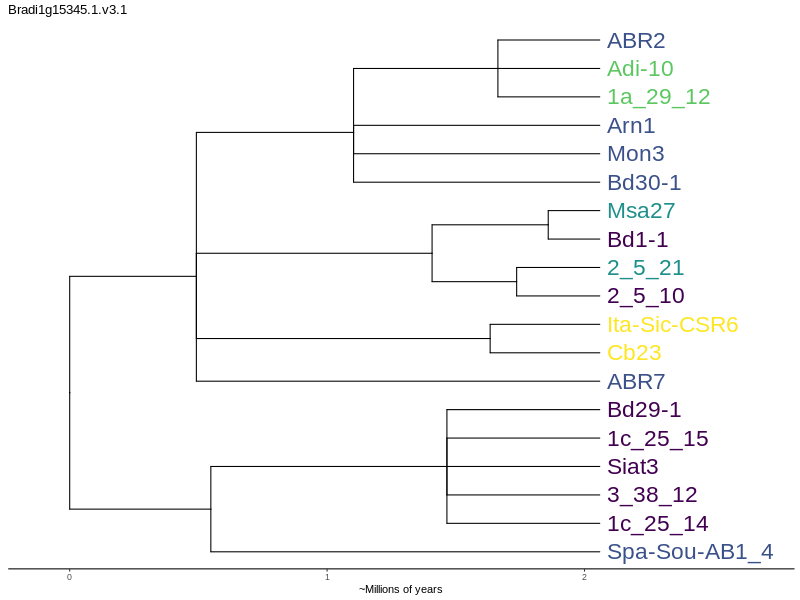 Bradi1g15345.1.v3.1
ABR2
Adi-10
1a_29_12
Arn1
Mon3
Bd30-1
Msa27
Bd1-1
2_5_21
2_5_10
Ita-Sic-CSR6
Cb23
ABR7
Bd29-1
1c_25_15
Siat3
3_38_12
1c_25_14
Spa-Sou-AB1_4
0 1 2
~Millions of years